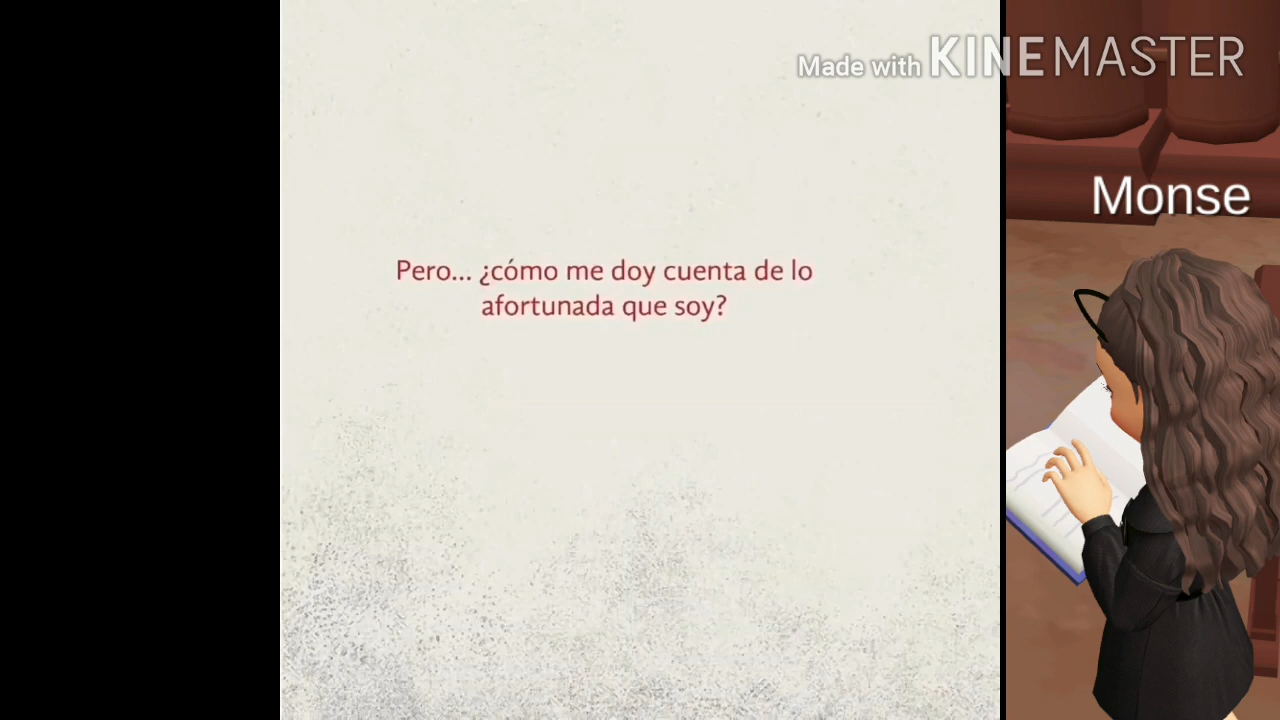 Made with KINEMASTER
Monse
Pero... ¿cómo me doy cuenta de lo
afortunada que soy?